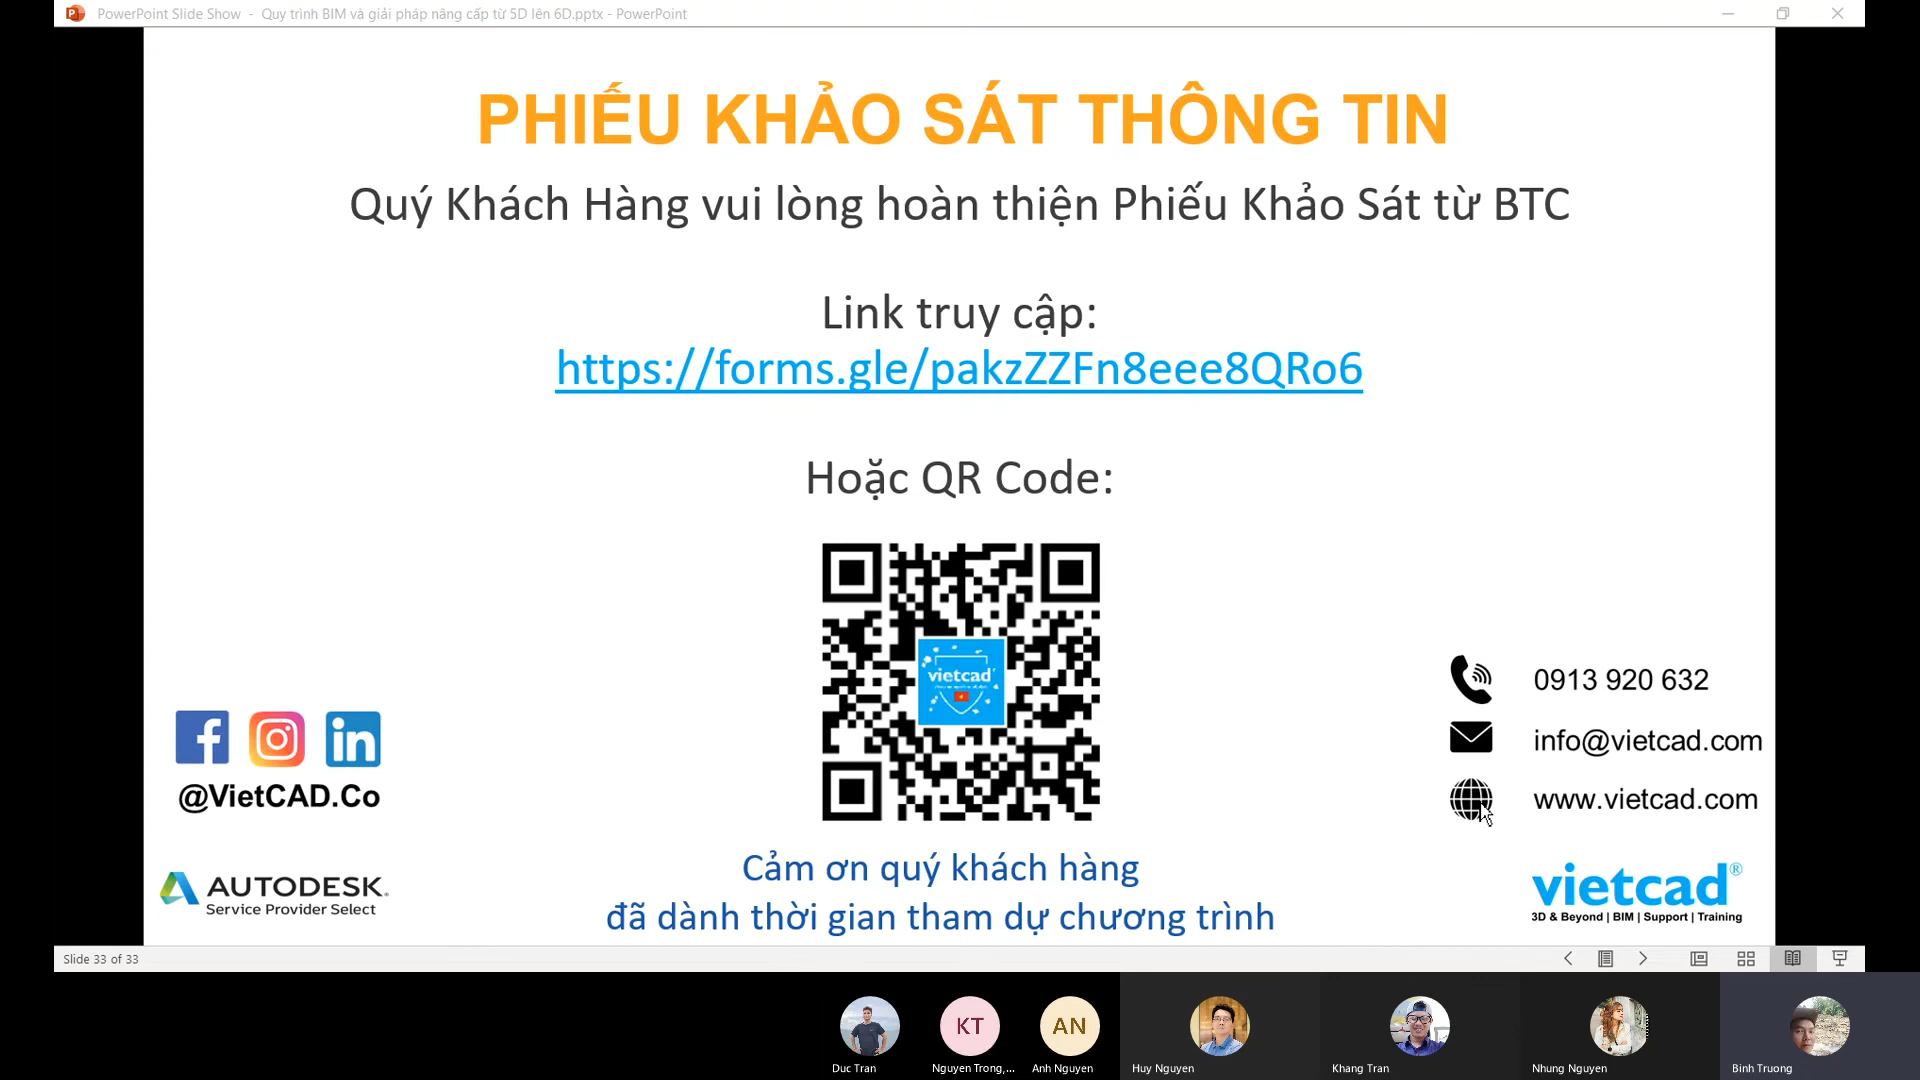 PowerPoint Slide Show - Quy trình BIM và giải pháp nâng cấp từ 5D lên 6D.pptx - PowerPoint
PHIẾU KHẢO SÁT THÔNG TIN
Quý Khách Hàng vui lòng hoàn thiện Phiếu Khảo Sát từ BTC
Link truy cập:
https://forms.gle/pakzZZFn8eee8QRo6
Hoặc QR Code:
vietcad
0913 920 632
info@vietcad.com
www.vietcad.com
@VietCAD.Co
AUTODESK
Service Provider Select
Cảm ơn quý khách hàng
đã dành thời gian tham dự chương trình
vietcad®
3D & Beyond | BIM | Support | Training
Slide 33 of 33
KT
AN
Duc Tran
Nguyen Trong,...
Anh Nguyen
Huy Nguyen
Khang Tran
Nhung Nguyen
Binh Truong